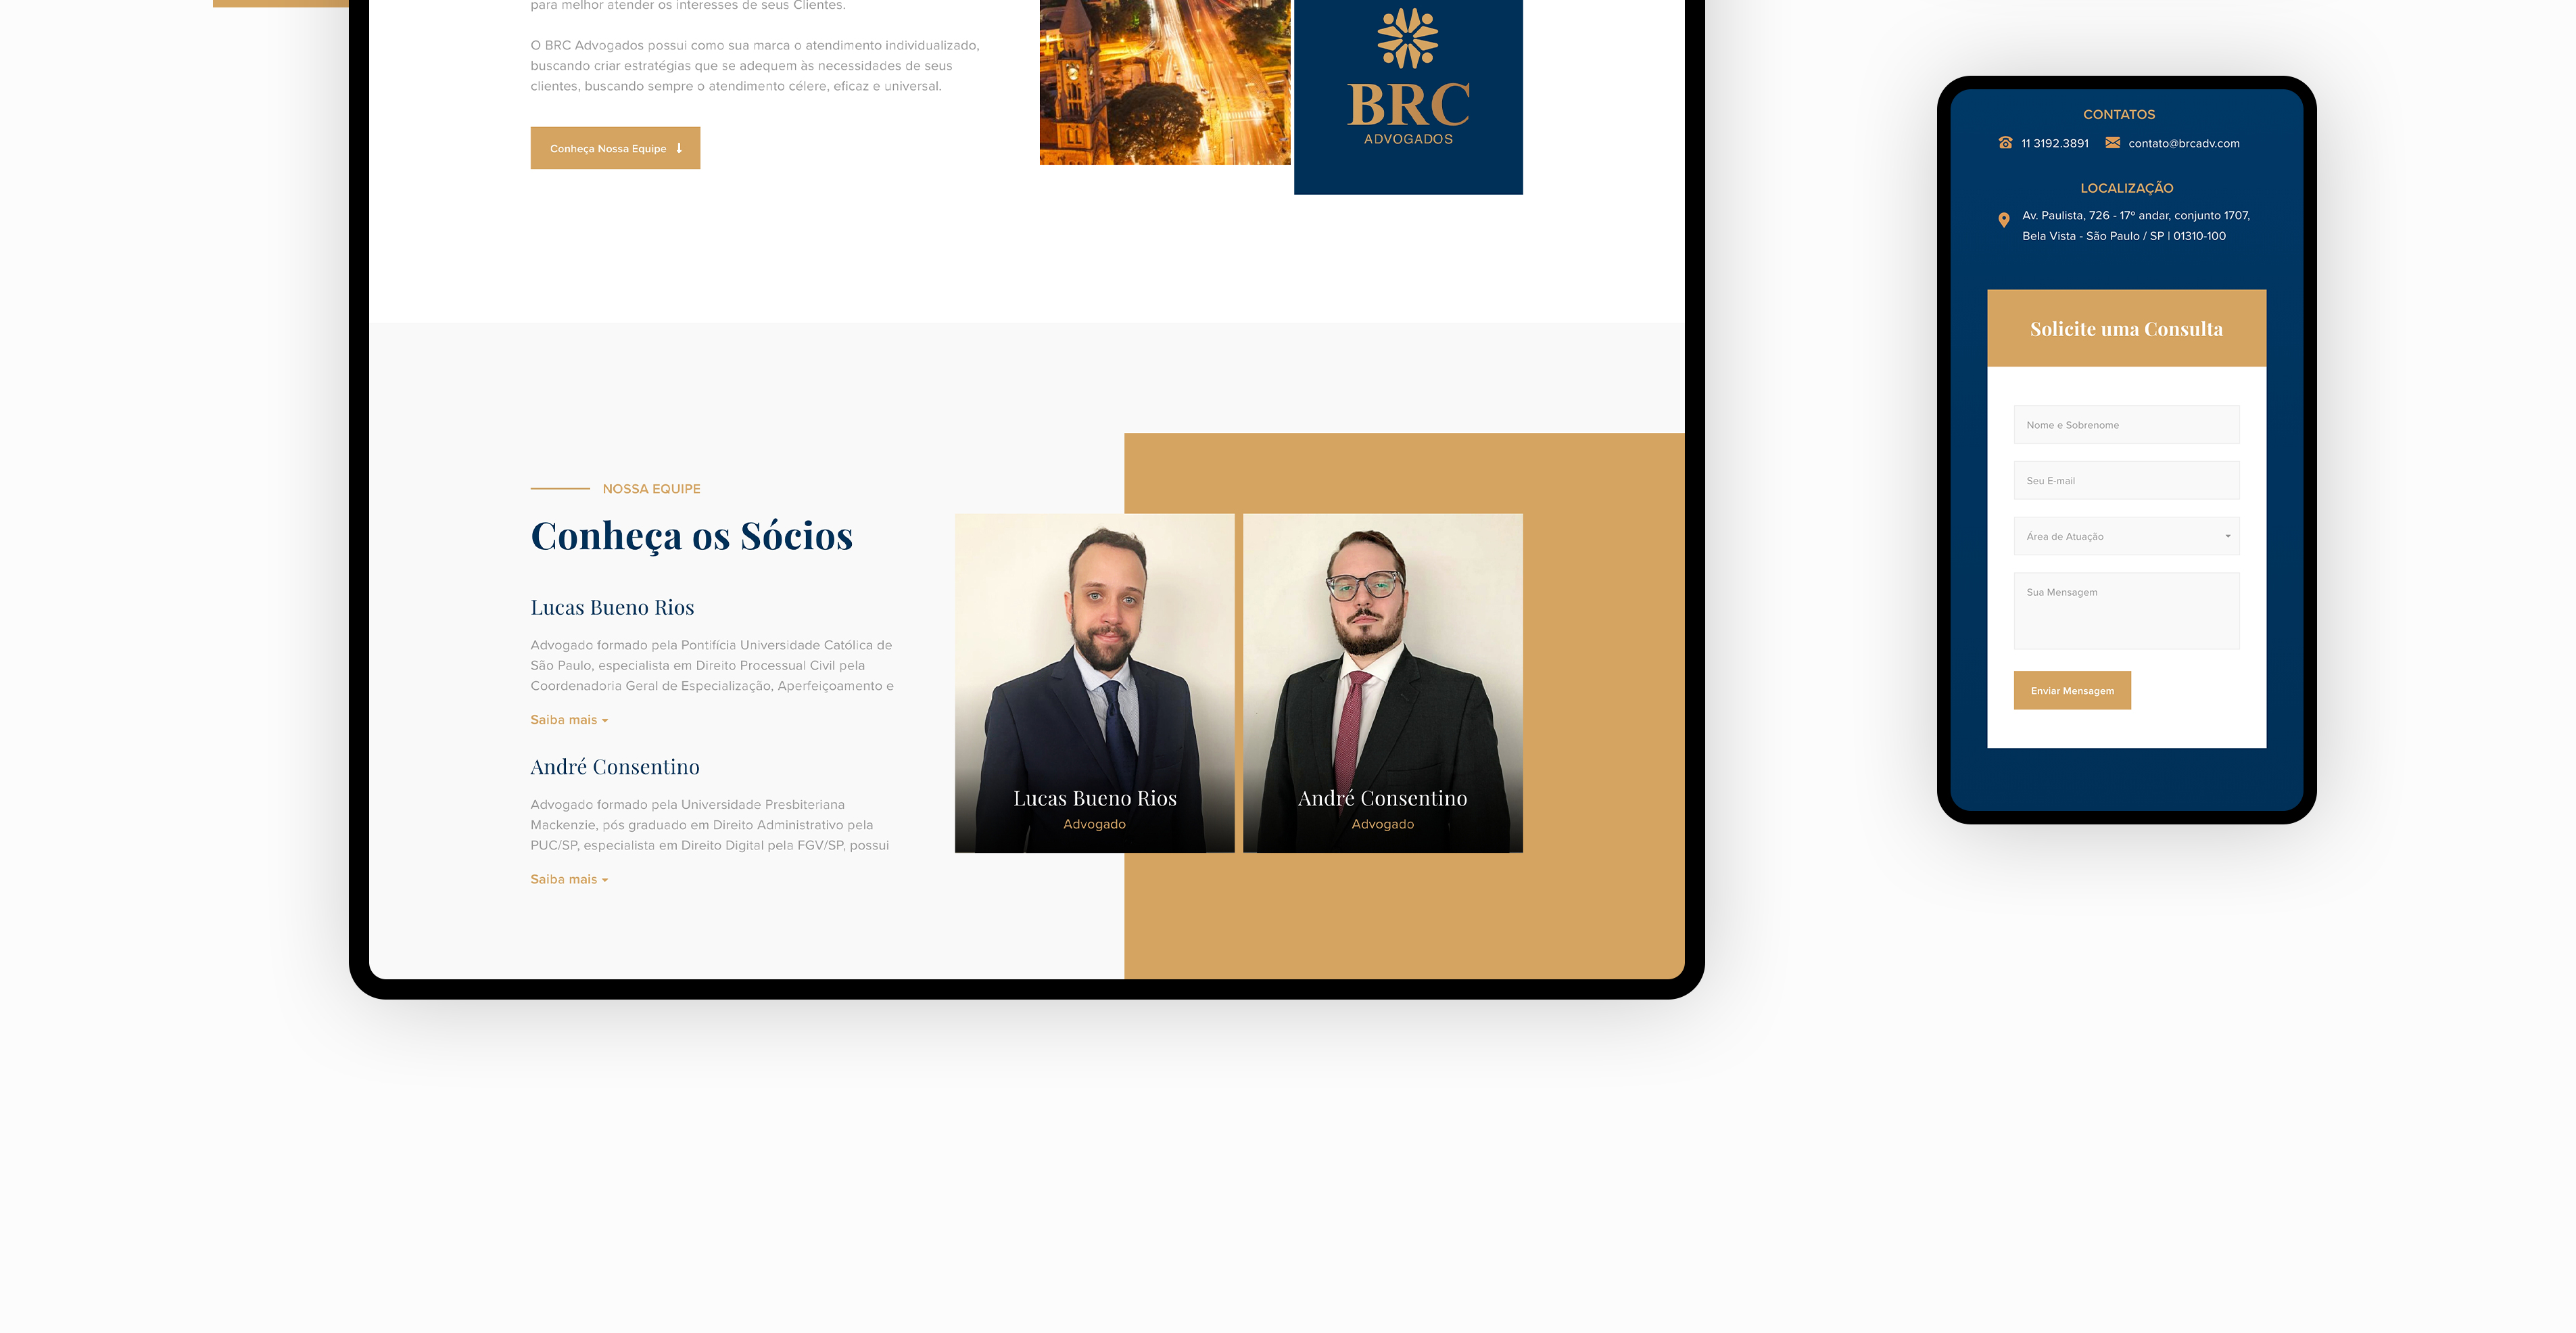 para melhor atender os interesses de seus Clientes.
O BRC Advogados possui como sua marca o atendimento individualizado,
buscando criar estratégias que se adequem às necessidades de seus
clientes, buscando sempre o atendimento célere, eficaz e universal.
Conheça Nossa Equipe
BRC
ADVOGADOS
NOSSA EQUIPE
Conheça os Sócios
Lucas Bueno Rios
Advogado formado pela Pontifícia Universidade Católica de
São Paulo, especialista em Direito Processual Civil pela
Coordenadoria Geral de Especialização, Aperfeiçoamento e
Saiba mais
André Consentino
Advogado formado pela Universidade Presbiteriana
Mackenzie, pós graduado em Direito Administrativo pela
PUC/SP, especialista em Direito Digital pela FGV/SP, possui
Saiba mais
Lucas Bueno Rios
Advogado
André Consentino
Advogado
CONTATOS
11 3192.3891
contato@brcadv.com
LOCALIZAÇÃO
Av. Paulista, 726 - 17º andar, conjunto 1707,
Bela Vista - São Paulo / SP | 01310-100
Solicite uma Consulta
Nome e Sobrenome
Seu E-mail
Área de Atuação
Sua Mensagem
Enviar Mensagem